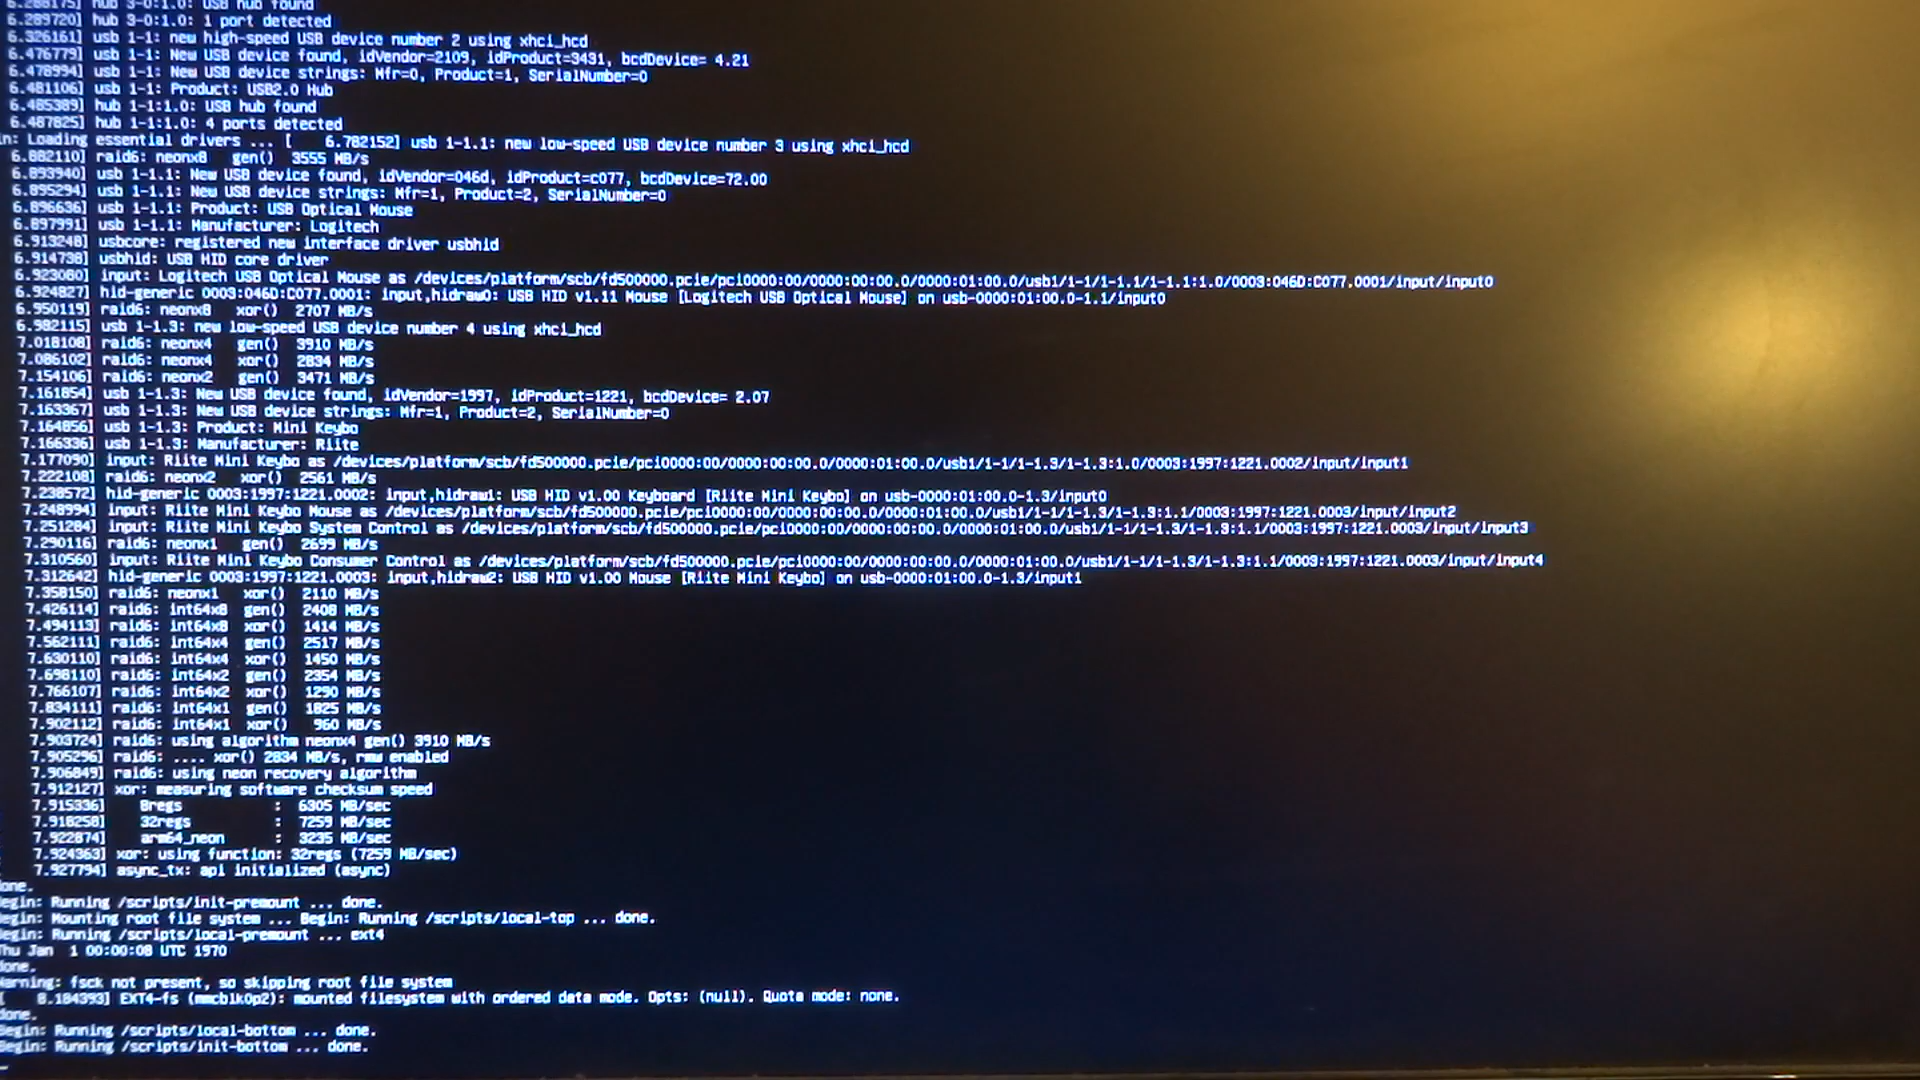 6.288175] hub 3-0:1.0: USB hub found
6.289720] hub 3-0:1.0: 1 port detected
6.326161] usb 1-1: new high-speed USB device number 2 using xhci_hcd
6.476779] usb 1-1: New USB device found, idVendor=2109, idProduct=3431, bcdDevice= 4.21
6.478994] usb 1-1: New USB device strings: Mfr=0, Product=1, SerialNumber=0
6.481106] usb 1-1: Product: USB2.0 Hub
6.485389] hub 1-1:1.0: USB hub found
6.487825] hub 1-1:1.0: 4 ports detected
in: Loading essential drivers ... [    6.782152] usb 1-1.1: new low-speed USB device number 3 using xhci_hcd
6.882110] raid6: neonx8   gen()  3555 MB/s
6.893940] usb 1-1.1: New USB device found, idVendor=046d, idProduct=c077, bcdDevice=72.00
6.895294] usb 1-1.1: New USB device strings: Mfr=1, Product=2, SerialNumber=0
6.896636] usb 1-1.1: Product: USB Optical Mouse
6.897991] usb 1-1.1: Manufacturer: Logitech
6.913248] usbcore: registered new interface driver usbhid
6.914738] usbhid: USB HID core driver
6.923080] input: Logitech USB Optical Mouse as /devices/platform/scb/fd500000.pcie/pci0000:00/0000:00:00.0/0000:01:00.0/usb1/1-1/1-1.1/1-1.1:1.0/0003:046D:C077.0001/input/input0
6.924827] hid-generic 0003:046D:C077.0001: input,hidraw0: USB HID v1.11 Mouse [Logitech USB Optical Mouse] on usb-0000:01:00.0-1.1/input0
6.950119] raid6: neonx8   xor()  2707 MB/s
6.982115] usb 1-1.3: new low-speed USB device number 4 using xhci_hcd
7.018108] raid6: neonx4   gen()  3910 MB/s
7.086102] raid6: neonx4   xor()  2834 MB/s
7.154106] raid6: neonx2   gen()  3471 MB/s
7.161854] usb 1-1.3: New USB device found, idVendor=1997, idProduct=1221, bcdDevice= 2.07
7.163367] usb 1-1.3: New USB device strings: Mfr=1, Product=2, SerialNumber=0
7.164856] usb 1-1.3: Product: Mini Keybo
7.166336] usb 1-1.3: Manufacturer: Riite
7.177090] input: Riite Mini Keybo as /devices/platform/scb/fd500000.pcie/pci0000:00/0000:00:00.0/0000:01:00.0/usb1/1-1/1-1.3/1-1.3:1.0/0003:1997:1221.0002/input/input1
7.222108] raid6: neonx2   xor()  2561 MB/s
7.238572] hid-generic 0003:1997:1221.0002: input,hidraw1: USB HID v1.00 Keyboard [Riite Mini Keybo] on usb-0000:01:00.0-1.3/input0
7.248994] input: Riite Mini Keybo Mouse as /devices/platform/scb/fd500000.pcie/pci0000:00/0000:00:00.0/0000:01:00.0/usb1/1-1/1-1.3/1-1.3:1.1/0003:1997:1221.0003/input/input2
7.251284] input: Riite Mini Keybo System Control as /devices/platform/scb/fd500000.pcie/pci0000:00/0000:00:00.0/0000:01:00.0/usb1/1-1/1-1.3/1-1.3:1.1/0003:1997:1221.0003/input/input3
7.290116] raid6: neonx1   gen()  2699 MB/s
7.310560] input: Riite Mini Keybo Consumer Control as /devices/platform/scb/fd500000.pcie/pci0000:00/0000:00:00.0/0000:01:00.0/usb1/1-1/1-1.3/1-1.3:1.1/0003:1997:1221.0003/input/input4
7.312642] hid-generic 0003:1997:1221.0003: input,hidraw2: USB HID v1.00 Mouse [Riite Mini Keybo] on usb-0000:01:00.0-1.3/input1
7.358150] raid6: neonx1   xor()  2110 MB/s
7.426114] raid6: int64x8  gen()  2408 MB/s
7.494113] raid6: int64x8  xor()  1414 MB/s
7.562111] raid6: int64x4  gen()  2517 MB/s
7.630110] raid6: int64x4  xor()  1450 MB/s
7.698110] raid6: int64x2  gen()  2354 MB/s
7.766107] raid6: int64x2  xor()  1290 MB/s
7.834111] raid6: int64x1  gen()  1825 MB/s
7.902112] raid6: int64x1  xor()   960 MB/s
7.903724] raid6: using algorithm neonx4 gen() 3910 MB/s
7.905296] raid6: .... xor() 2834 MB/s, rmw enabled
7.906849] raid6: using neon recovery algorithm
7.912127] xor: measuring software checksum speed
7.915336]    8regs           :  6305 MB/sec
7.918258]    32regs          :  7259 MB/sec
7.922874]    arm64_neon      :  3235 MB/sec
7.924363] xor: using function: 32regs (7259 MB/sec)
7.927794] async_tx: api initialized (async)
one.
egin: Running /scripts/init-premount ... done.
egin: Mounting root file system ... Begin: Running /scripts/local-top ... done.
egin: Running /scripts/local-premount ... ext4
Thu Jan  1 00:00:08 UTC 1970
done.
arning: fsck not present, so skipping root file system
[    8.184393] EXT4-fs (mmcblk0p2): mounted filesystem with ordered data mode. Opts: (null). Quota mode: none.
done.
Begin: Running /scripts/local-bottom ... done.
Begin: Running /scripts/init-bottom ... done.